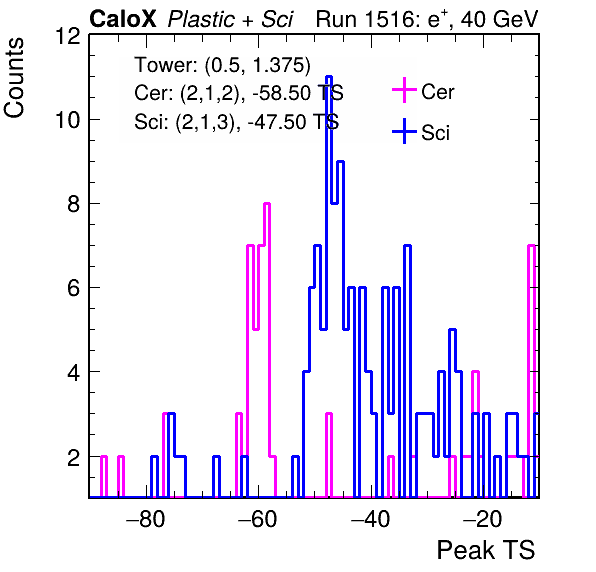 CaloX Plastic + Sci Run 1516: e+, 40 GeV
Counts
12
10
8
6
4
2
Tower: (0.5, 1.375)
Cer: (2,1,2), -58.50 TS
Sci: (2,1,3), -47.50 TS
Cer
Sci
−80 −60 −40 −20
Peak TS